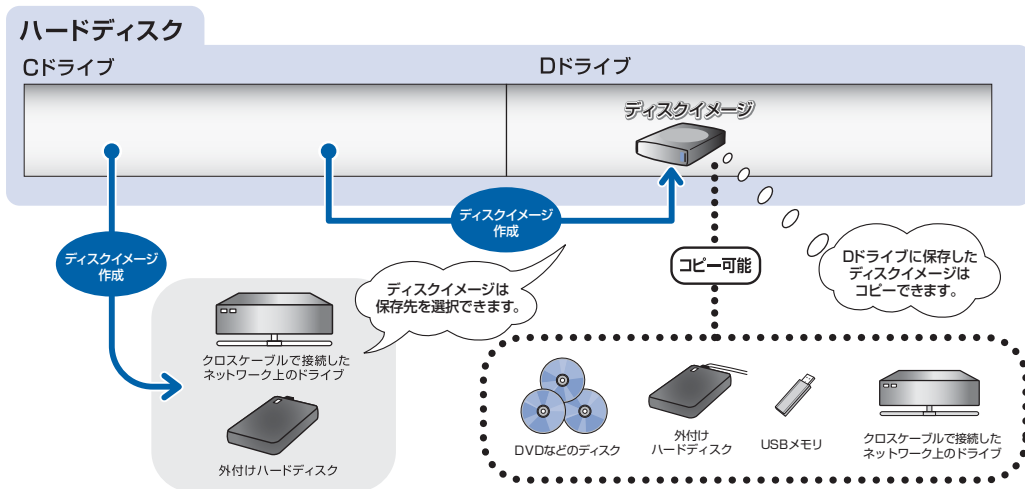 ハードディスク
Cドライブ
Dドライブ
ディスクイメージ
ディスクイメージ
作成
ディスクイメージ
作成
コピー可能
Dドライブに保存した
ディスクイメージは
コピーできます。
ディスクイメージは
保存先を選択できます。
クロスケーブルで接続した
ネットワーク上のドライブ
外付けハードディスク
DVDなどのディスク
外付け
ハードディスク
USBメモリ
クロスケーブルで接続した
ネットワーク上のドライブ